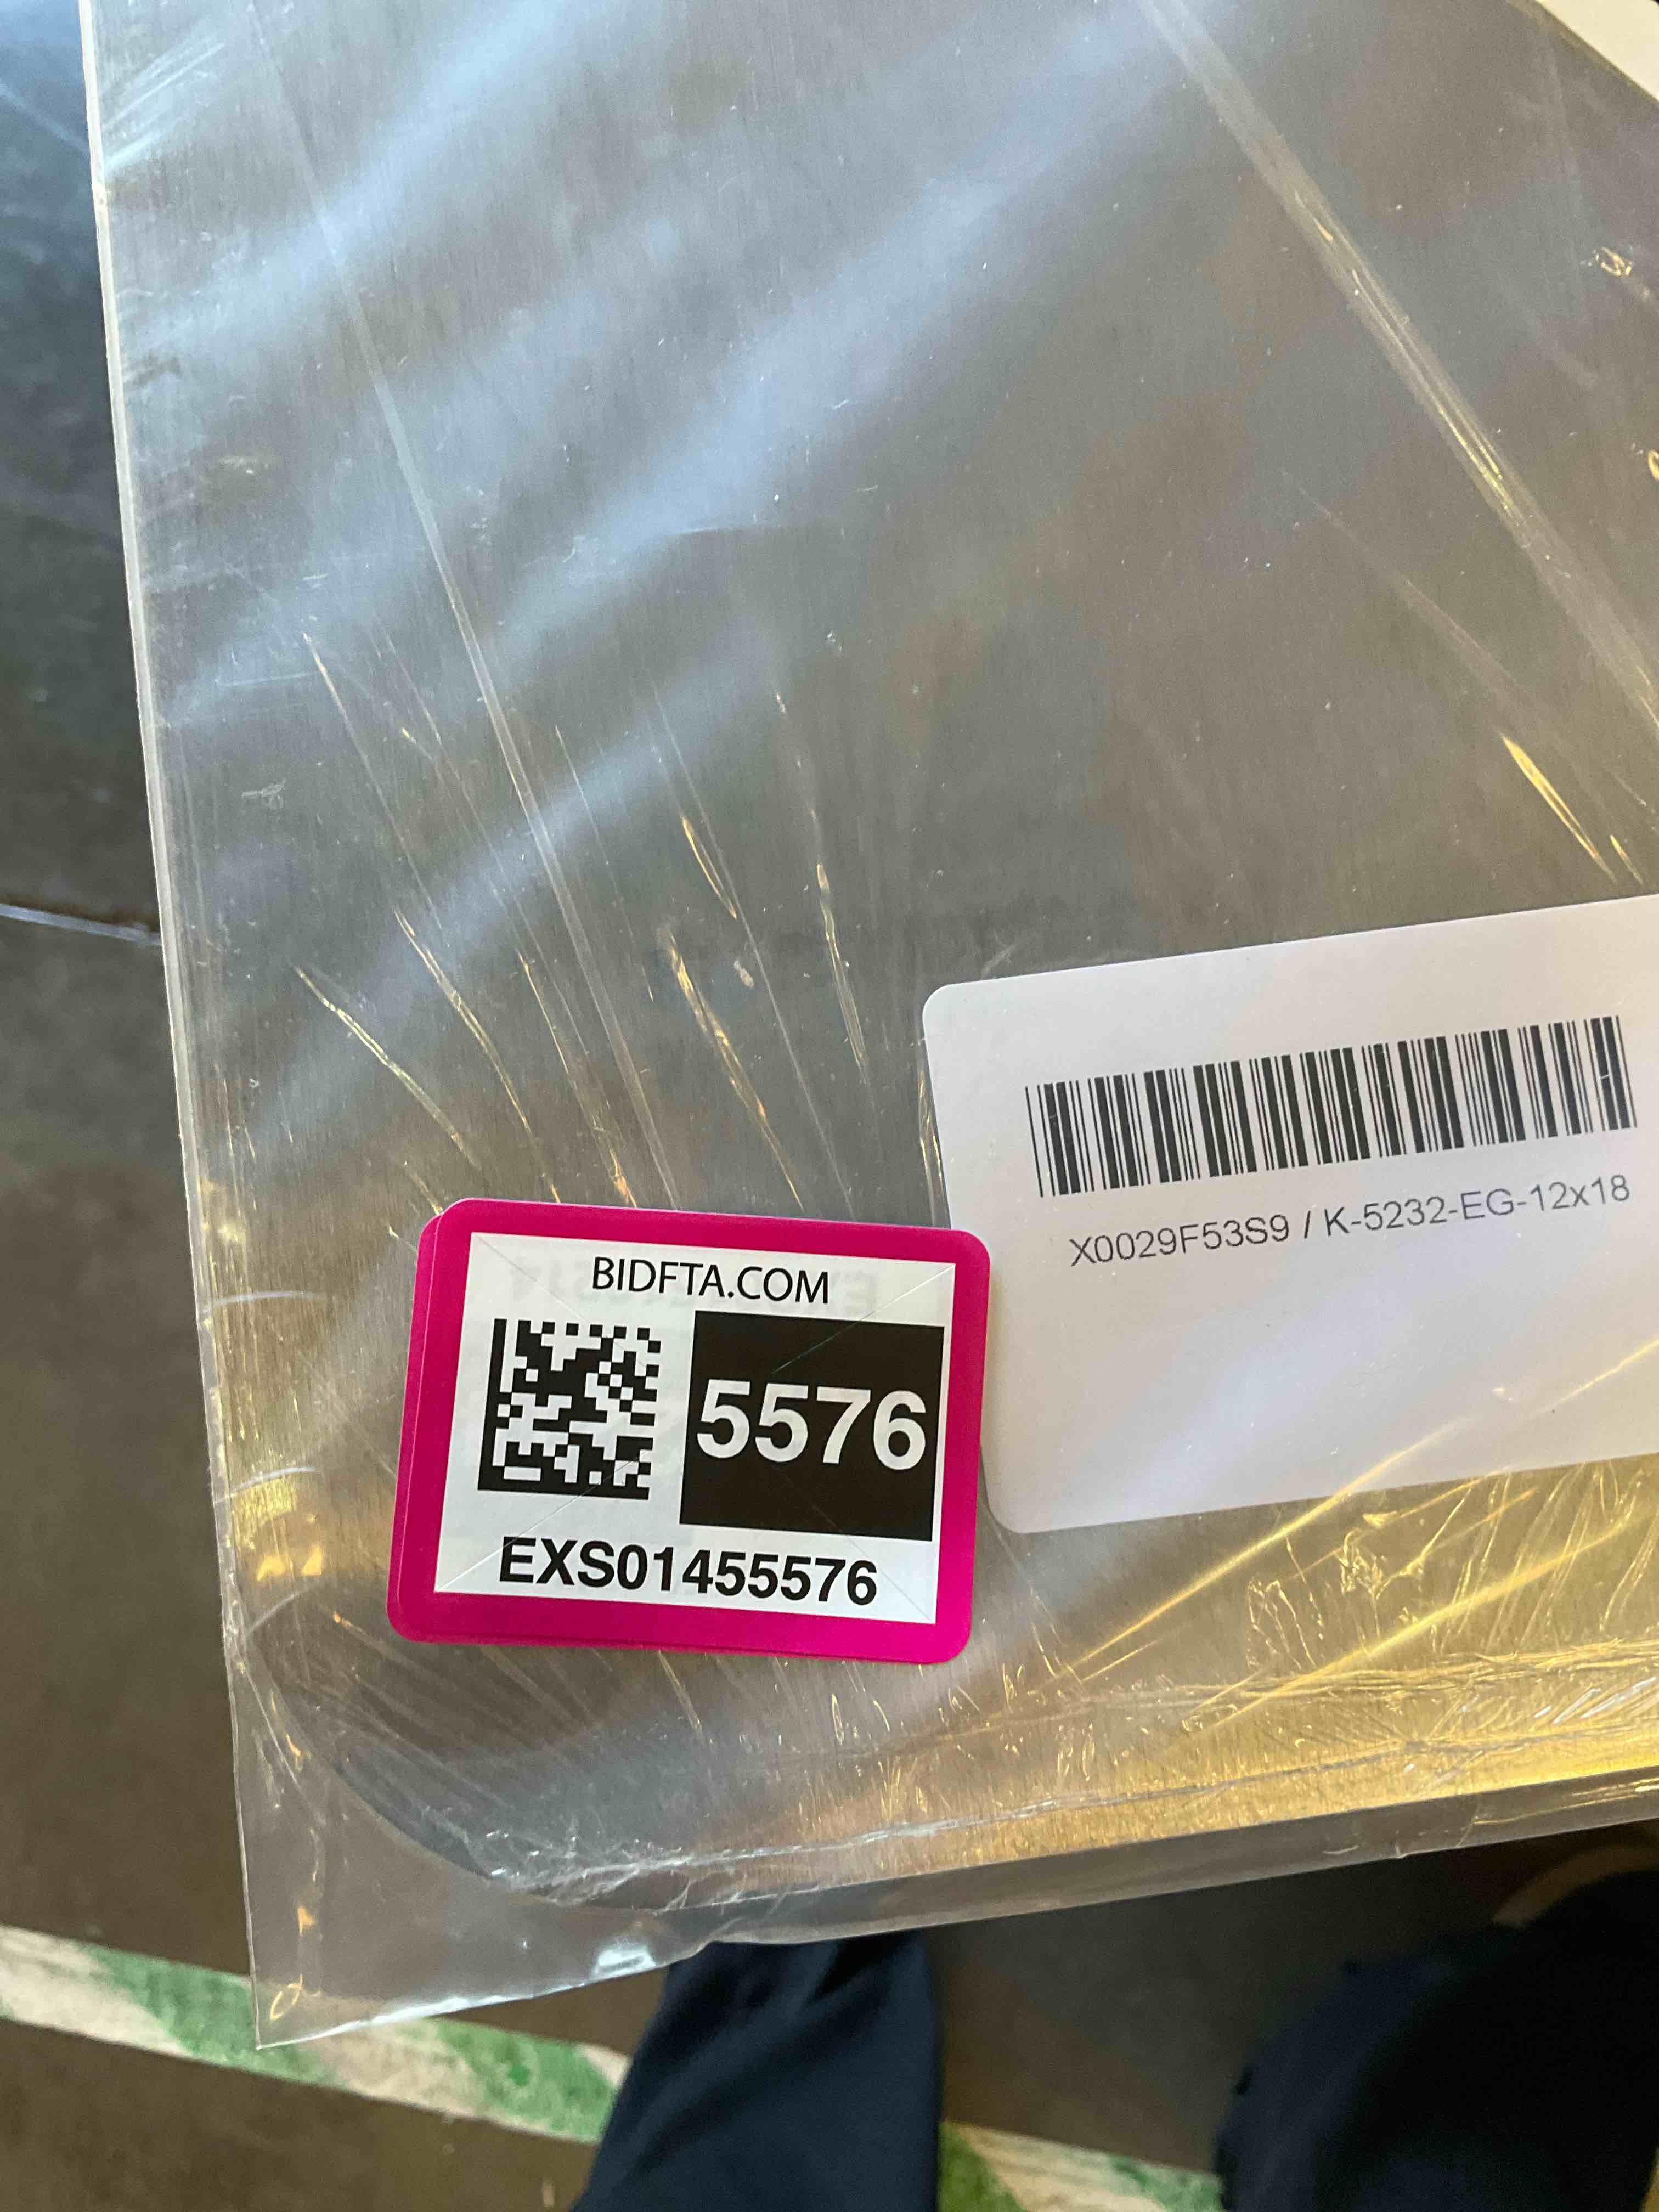 X0029F53S9 / K-5232-EG-12x18
BIDFTA.COM
5576
EXS01455576